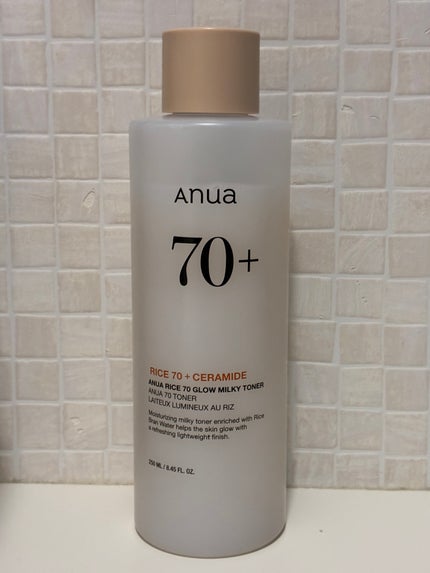 Anua
70+
RICE 70 + CERAMIDE
ANUA RICE 70 GLOW MILKY TONER
ANUA 70 TONER
LAITEUX LUMINEUX AU RIZ
Moisturizing milky toner enriched with Rice
Bran Water helps the skin glow with
a refreshing lightweight finish.
250 ML / 8.45 FL. OZ.